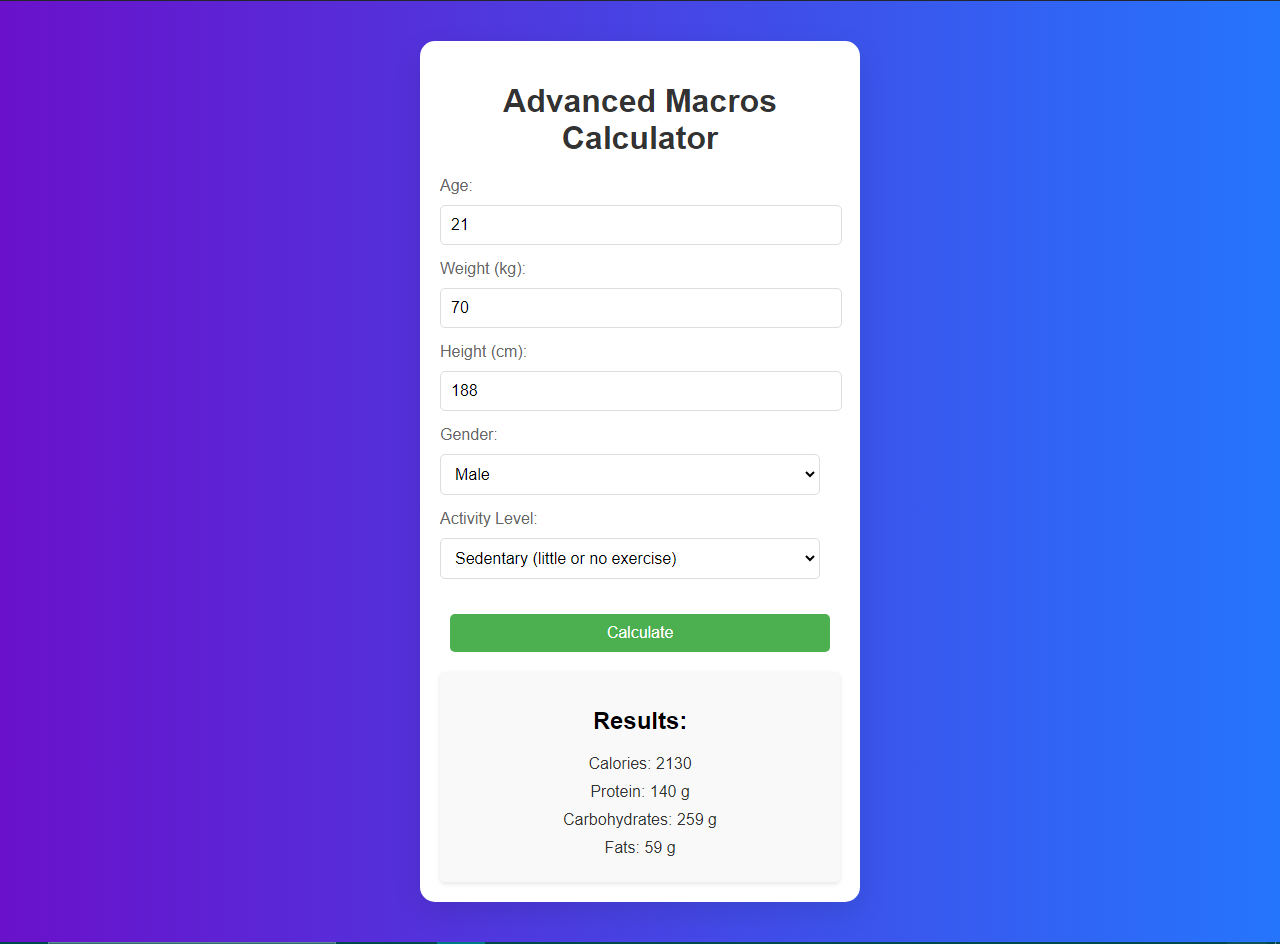 Advanced Macros
Calculator
Age:
21
Weight (kg):
70
Height (cm):
188
Gender:
Male
Activity Level:
Sedentary (little or no exercise)
Calculate
Results:
Calories: 2130
Protein: 140 g
Carbohydrates: 259 g
Fats: 59 g